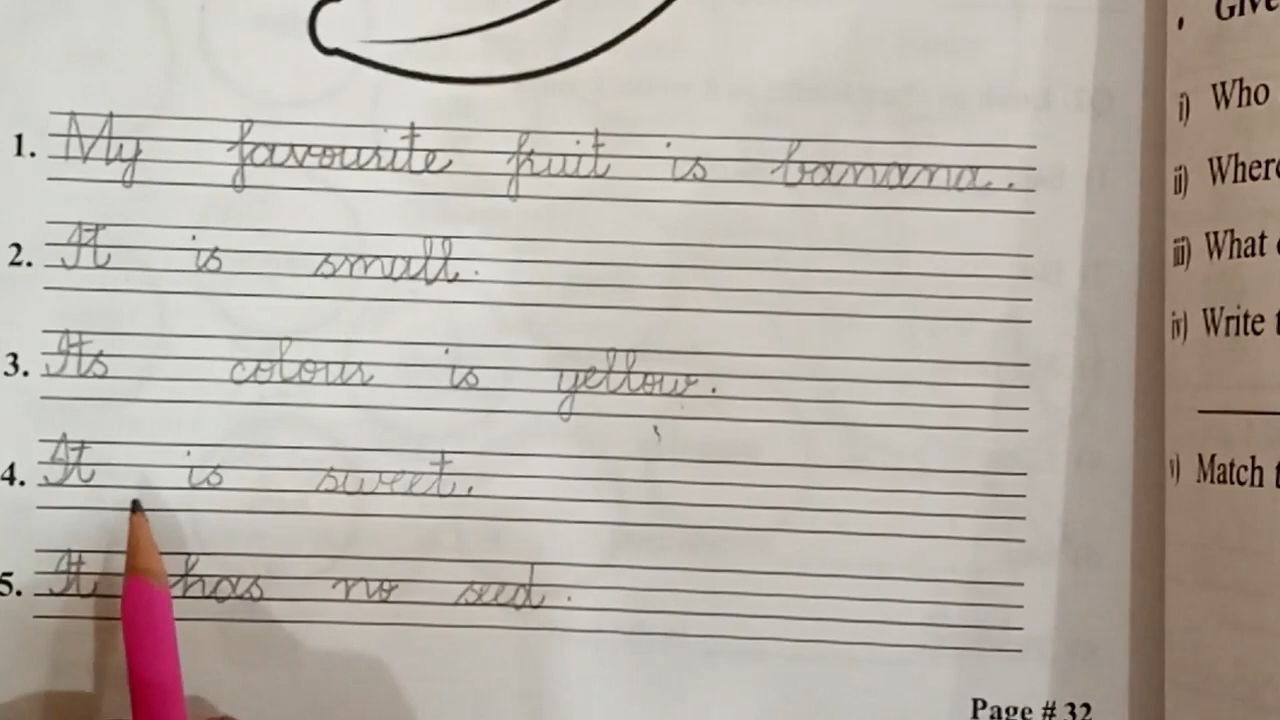 1. My favourite fruit is banana.
2. It is small.
3. Its colour is yellow.
4. It is sweet.
5. It has no seed.
Page # 32
. Give
i) Who
ii) Where
iii) What
iv) Write
v) Match